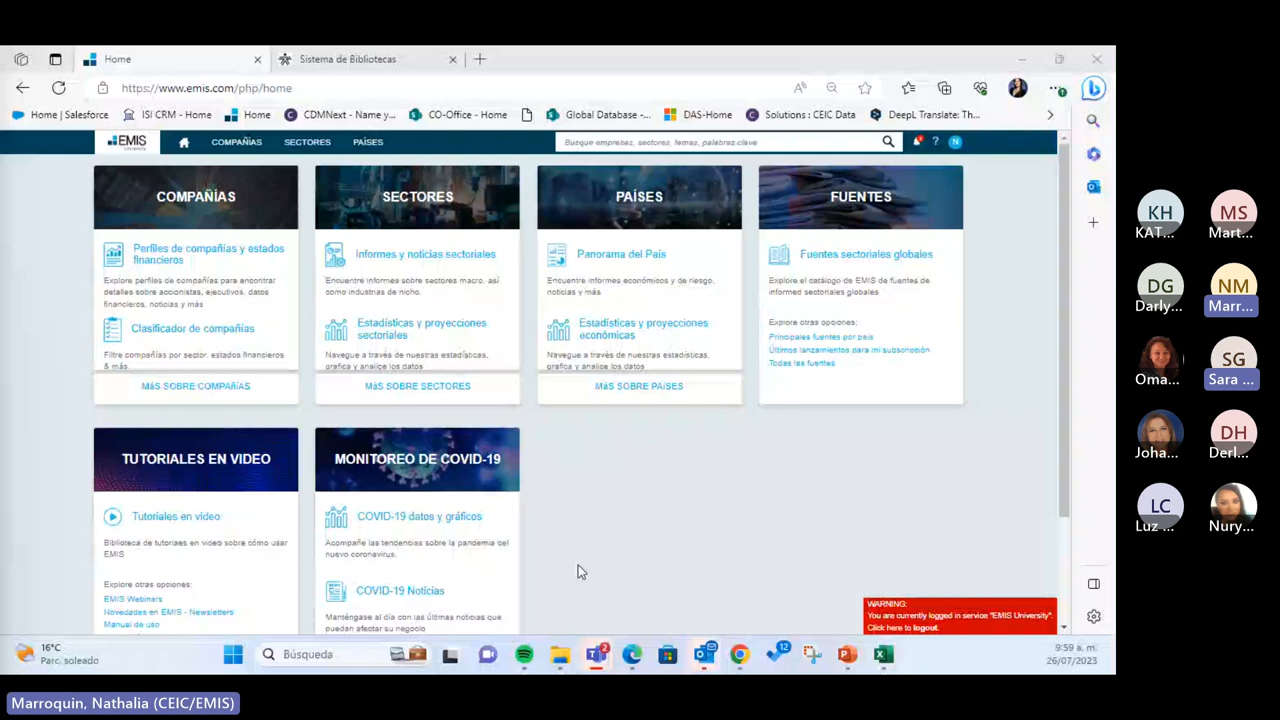 Home
Sistema de Bibliotecas
https://www.emis.com/php/home
Home | Salesforce
ISI CRM - Home
Home
CDMNext - Name y...
CO-Office - Home
Global Database -...
DAS-Home
Solutions : CEIC Data
DeepL Translate: Th...
EMIS
University
COMPAÑÍAS
SECTORES
PAÍSES
Busque empresas, sectores, temas, palabras clave
?
N
COMPAÑÍAS
Perfiles de compañías y estados
financieros
Explore perfiles de compañías para encontrar
detalles sobre accionistas, ejecutivos, datos
financieros, noticias y más
Clasificador de compañías
Filtre compañías por sector, estados financieros
& más.
MáS SOBRE COMPAÑíAS
SECTORES
Informes y noticias sectoriales
Encuentre informes sobre sectores macro, así
como industrias de nicho.
Estadísticas y proyecciones
sectoriales
Navegue a través de nuestras estadísticas,
grafica y analice los datos
MáS SOBRE SECTORES
PAÍSES
Panorama del País
Encuentre informes económicos y de riesgo,
noticias y más
Estadísticas y proyecciones
económicas
Navegue a través de nuestras estadísticas,
grafica y analice los datos
MáS SOBRE PAíSES
FUENTES
Fuentes sectoriales globales
Explore el catálogo de EMIS de fuentes de
informed sectoriales globales
Explore otras opciones:
Principales fuentes por país
Últimos lanzamientos para mi subscripción
Todas las fuentes
TUTORIALES EN VIDEO
Tutoriales en video
Biblioteca de tutoriaes en video sobre cómo usar
EMIS
Explore otras opciones:
EMIS Webinars
Novedades en EMIS - Newsletters
Manual de uso
MONITOREO DE COVID-19
COVID-19 datos y gráficos
Acompañe las tendencias sobre la pandemia del
nuevo coronavirus.
COVID-19 Noticias
Manténgase al día con las últimas noticias que
puedan afectar su negocio
WARNING:
You are currently logged in service "EMIS University".
Click here to logout.
16°C
Parc. soleado
Búsqueda
2
12
9:59 a. m.
26/07/2023
KH
KAT...
MS
Mart...
DG
Darly...
NM
Marr...
Oma...
SG
Sara ...
Joha...
DH
Derl...
LC
Luz ...
Nury...
Marroquin, Nathalia (CEIC/EMIS)